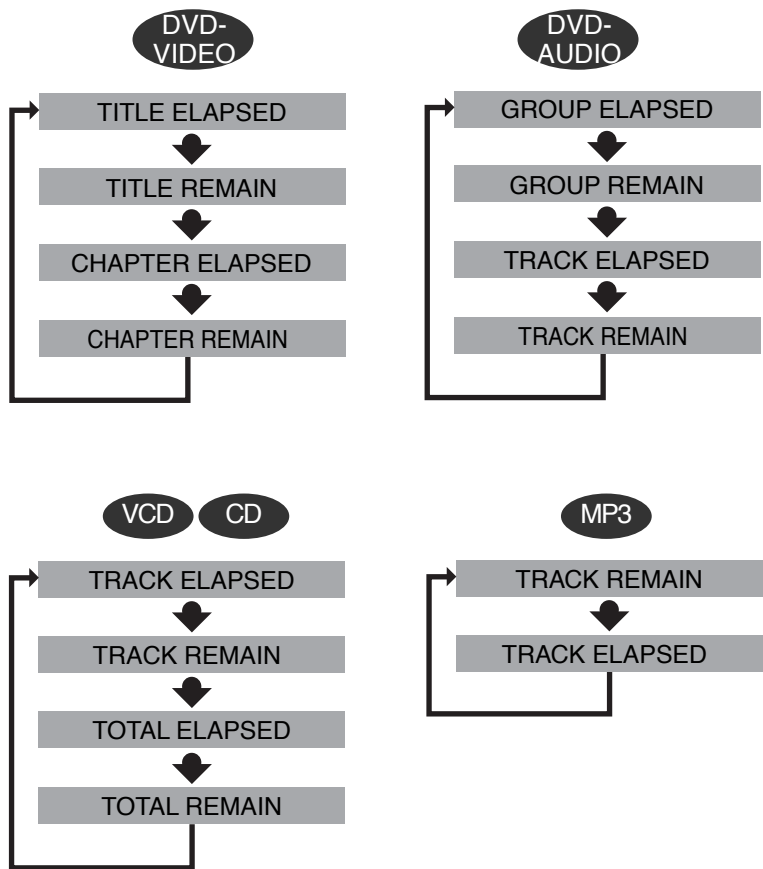 DVD-
VIDEO
TITLE ELAPSED
TITLE REMAIN
CHAPTER ELAPSED
CHAPTER REMAIN
DVD-
AUDIO
GROUP ELAPSED
GROUP REMAIN
TRACK ELAPSED
TRACK REMAIN
VCD CD
TRACK ELAPSED
TRACK REMAIN
TOTAL ELAPSED
TOTAL REMAIN
MP3
TRACK REMAIN
TRACK ELAPSED